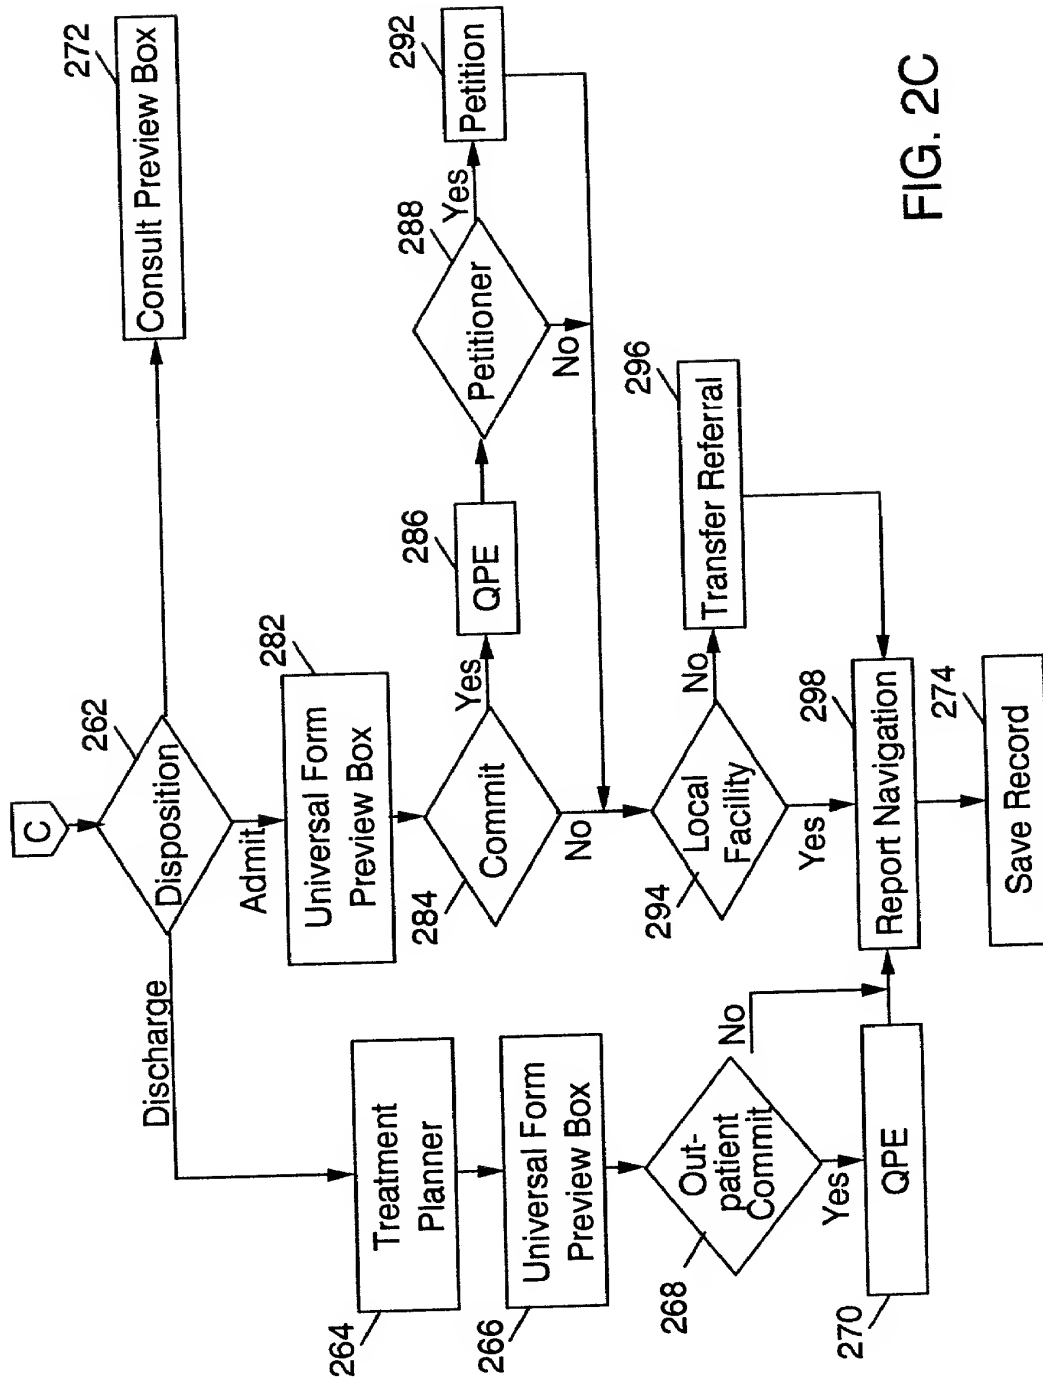 C
262
Disposition
272
Consult Preview Box
Discharge
Admit
282
Universal Form
Preview Box
264
Treatment
Planner
284
Commit
Yes
No
286
QPE
288
Petitioner
Yes
No
292
Petition
266
Universal Form
Preview Box
294
Local
Facility
No
Yes
296
Transfer Referral
268
Out-
patient
Commit
No
Yes
298
Report Navigation
270
QPE
274
Save Record
FIG. 2C